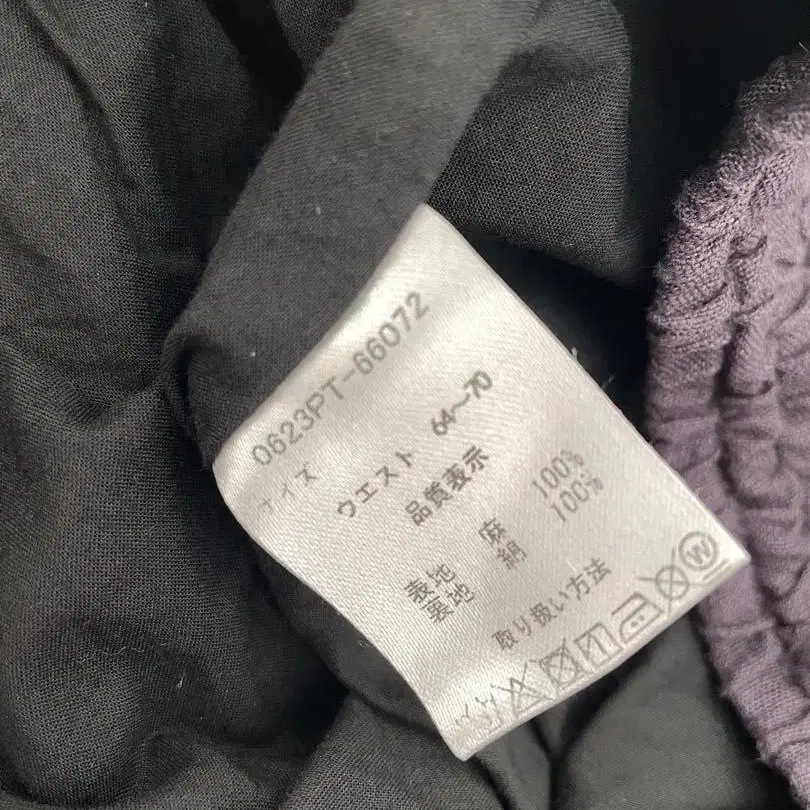 0623PT-66072
サイズ
ウエスト 64～70
品質表示
表地 麻 100%
裏地 絹 100%
取り扱い方法
W